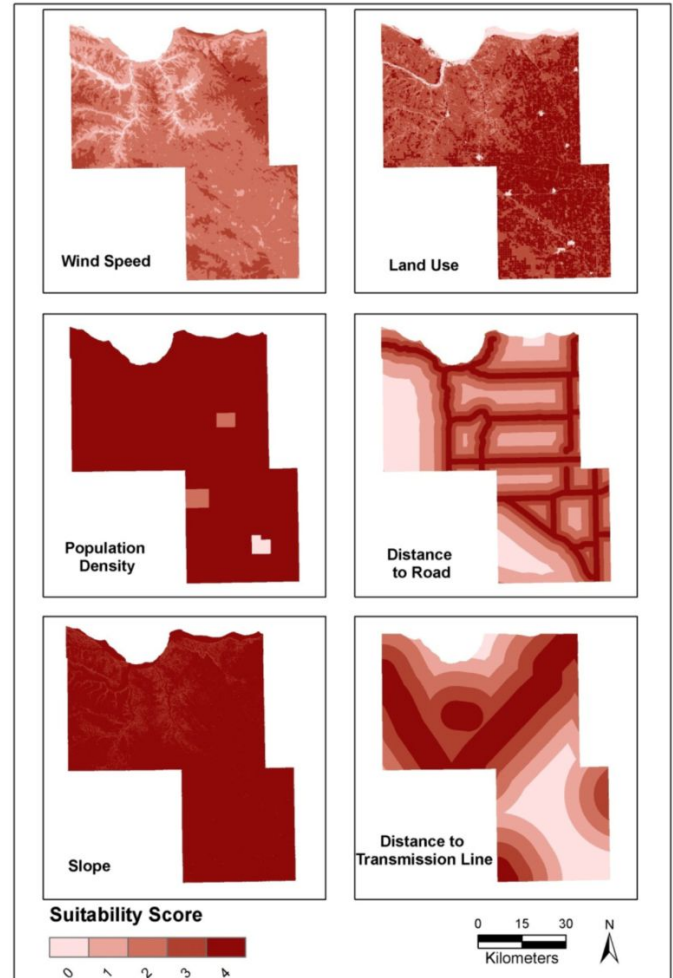 Wind Speed
Land Use
Population
Density
Distance
to Road
Slope
Distance to
Transmission Line
Suitability Score
0 1 2 3 4
0 15 30
Kilometers
N